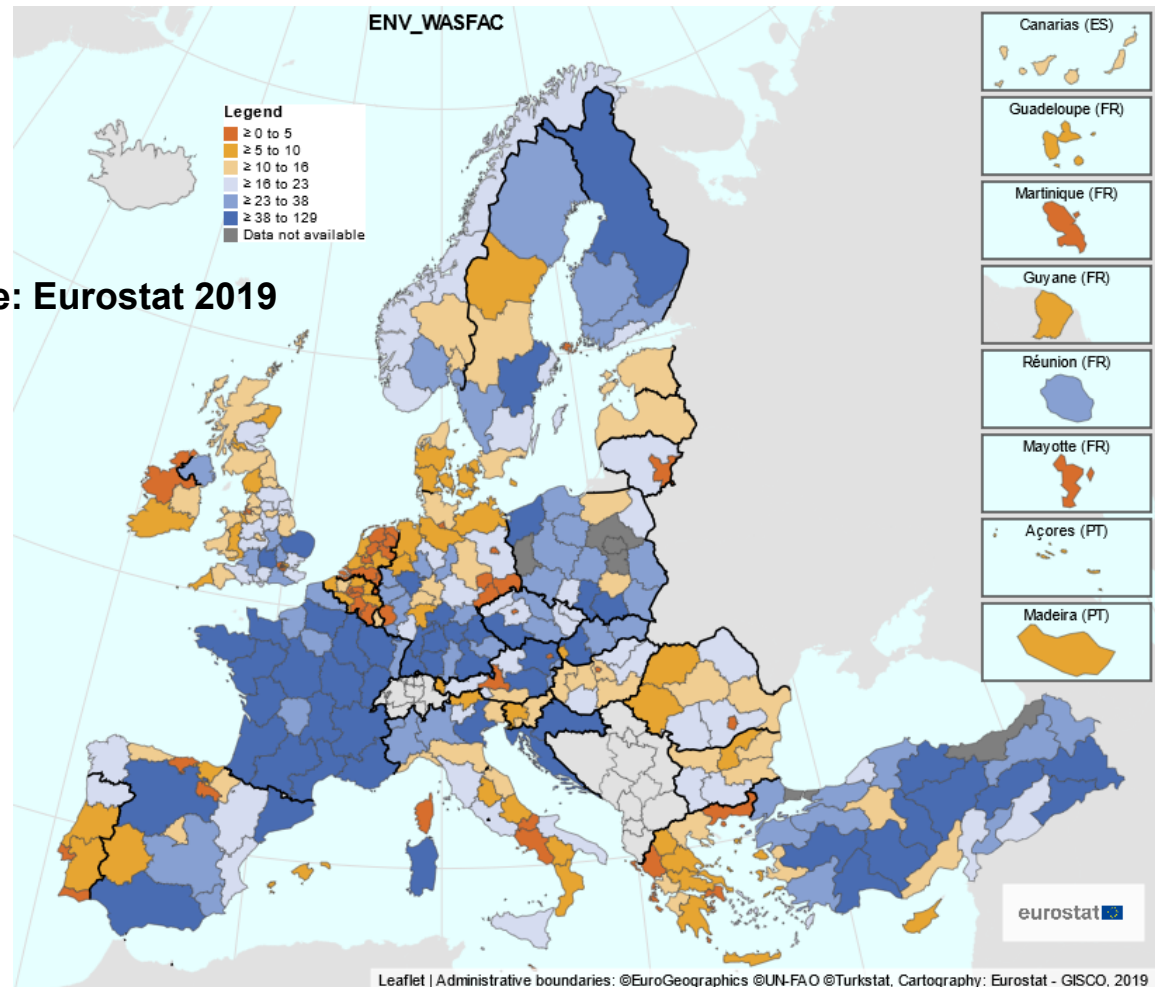 ENV_WASFAC
Legend
≥ 0 to 5
≥ 5 to 10
≥ 10 to 16
≥ 16 to 23
≥ 23 to 38
≥ 38 to 129
Data not available
e: Eurostat 2019
Canarias (ES)
Guadeloupe (FR)
Martinique (FR)
Guyane (FR)
Réunion (FR)
Mayotte (FR)
Açores (PT)
Madeira (PT)
eurostat
Leaflet | Administrative boundaries: ©EuroGeographics ©UN-FAO ©Turkstat, Cartography: Eurostat - GISCO, 2019